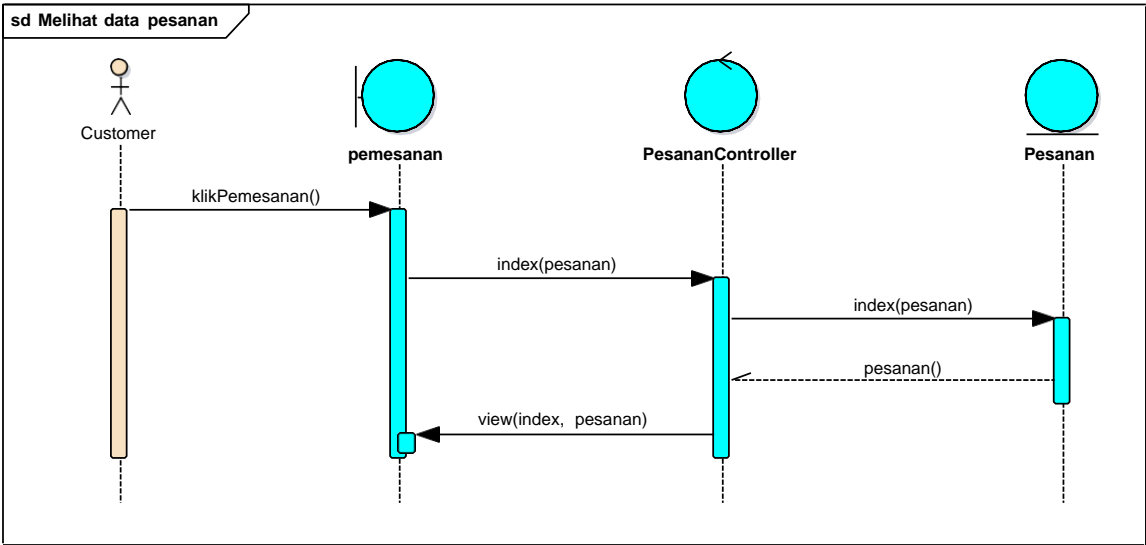 sd Melihat data pesanan
Customer
pemesanan
PesananController
Pesanan
klikPemesanan()
index(pesanan)
index(pesanan)
pesanan()
view(index, pesanan)